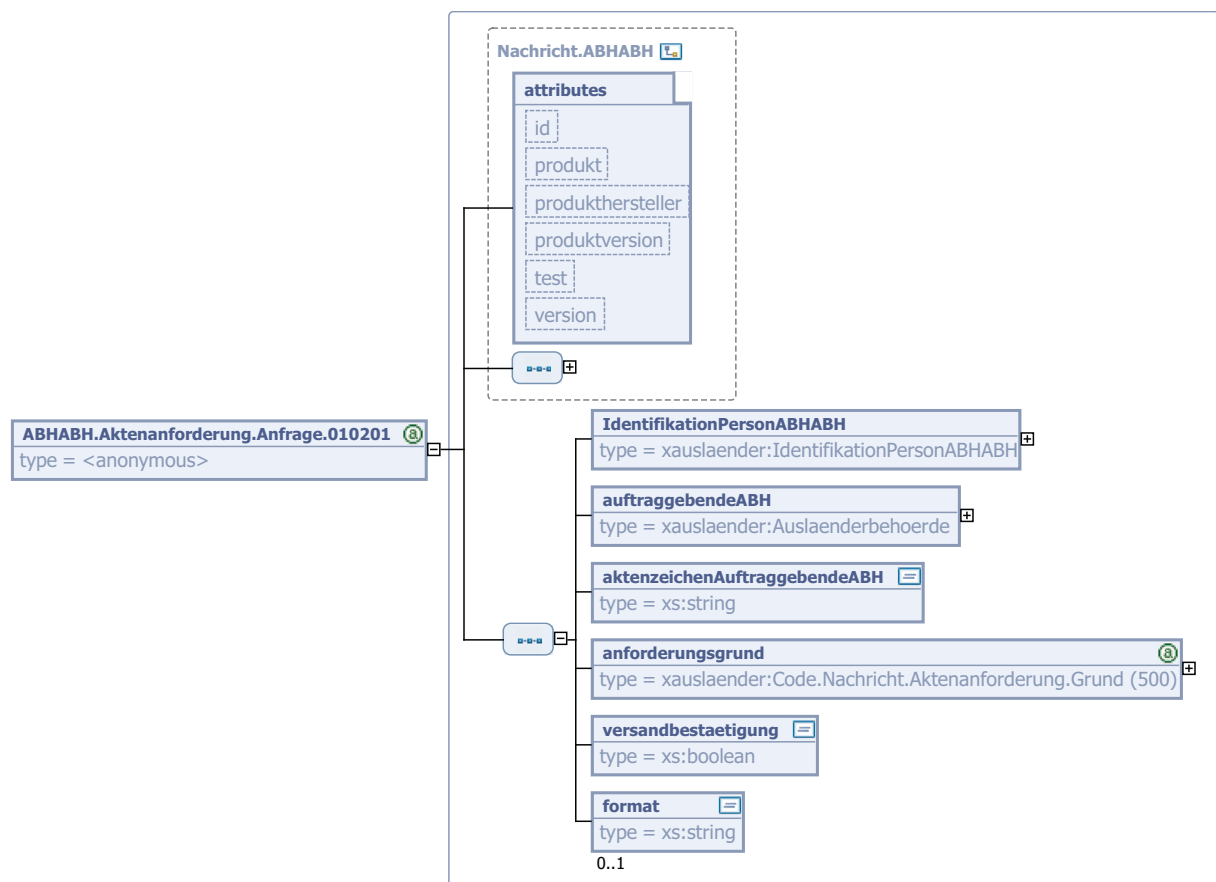 Nachricht.ABHABH
attributes
id
produkt
produkthersteller
produktversion
test
version
ABHABH.Aktenanforderung.Anfrage.010201 a
type = <anonymous>
IdentifikationPersonABHABH
type = xauslaender:IdentifikationPersonABHABH
auftraggebendeABH
type = xauslaender:Auslaenderbehoerde
aktenzeichenAuftraggebendeABH
type = xs:string
anforderungsgrund a
type = xauslaender:Code.Nachricht.Aktenanforderung.Grund (500)
versandbestaetigung
type = xs:boolean
format
type = xs:string
0..1